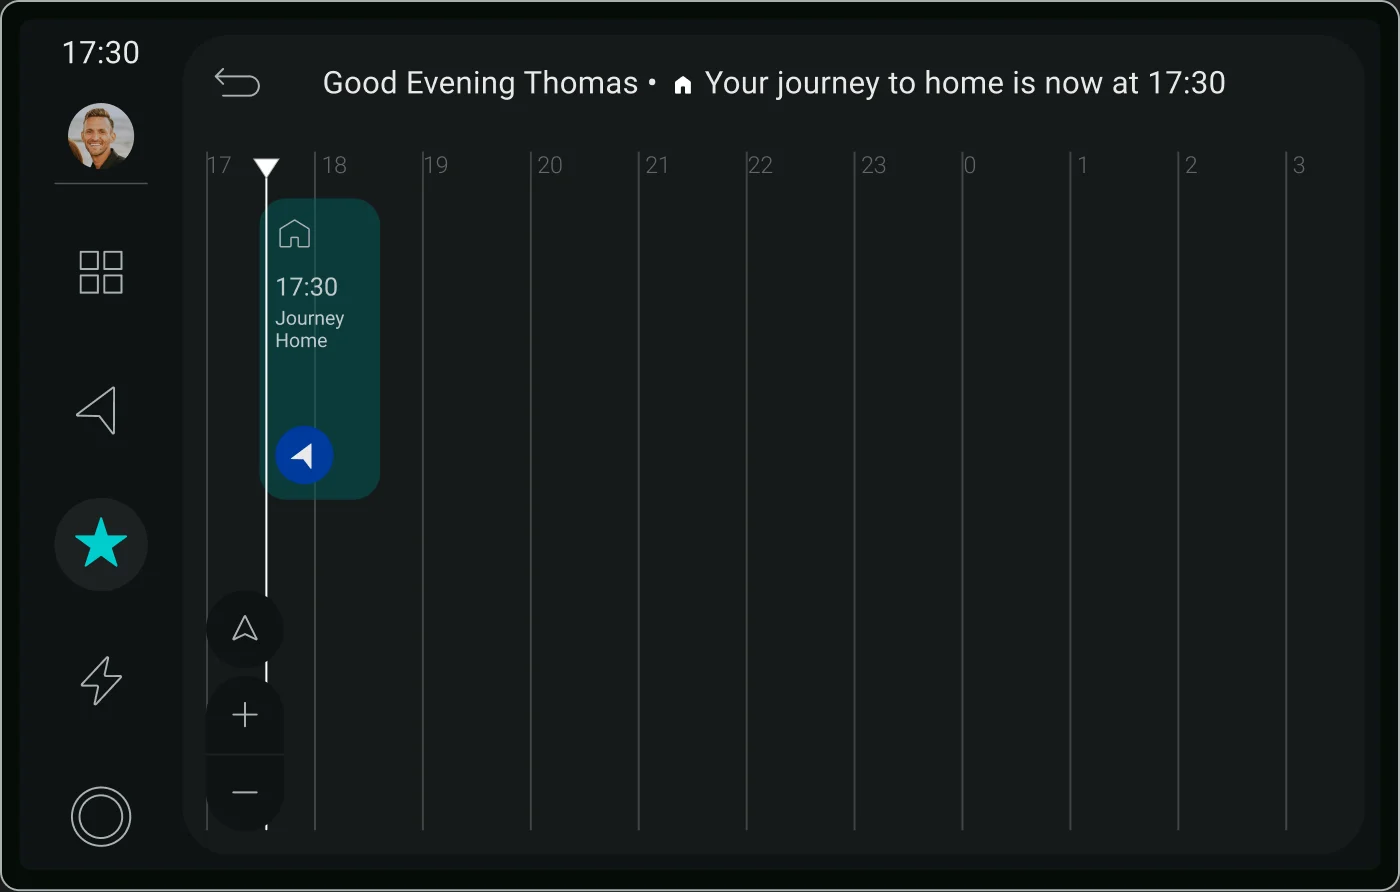 17:30
Good Evening Thomas • Your journey to home is now at 17:30
17 18 19 20 21 22 23 0 1 2 3
17:30
Journey
Home